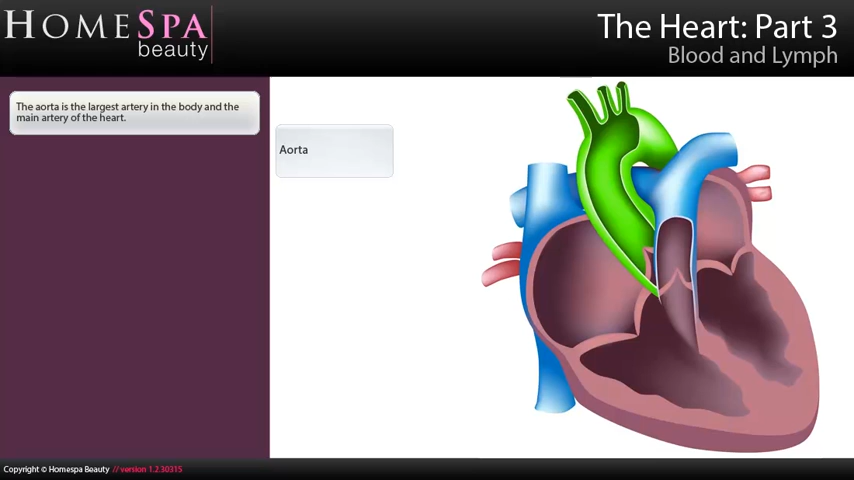 HOMESPA
beauty
The Heart: Part 3
Blood and Lymph
The aorta is the largest artery in the body and the
main artery of the heart.
Aorta
Copyright © Homespa Beauty // version 1.2.30315